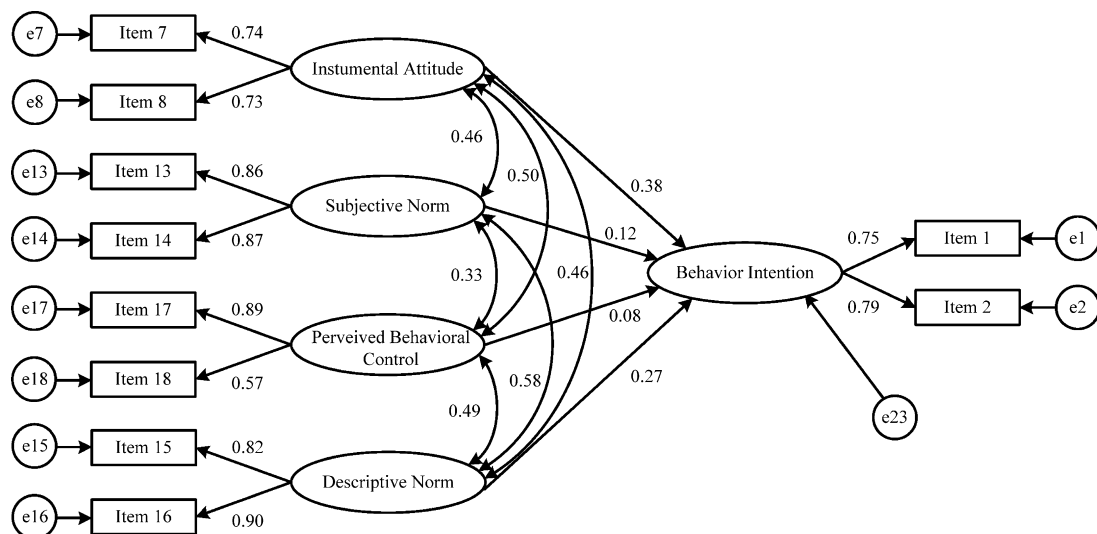 e7
Item 7
0.74
Instumental Attitude
e8
Item 8
0.73
0.46
0.50
0.38
e13
Item 13
0.86
Subjective Norm
e14
Item 14
0.87
0.12
0.33
0.46
Behavior Intention
0.75
Item 1
e1
0.79
Item 2
e2
e17
Item 17
0.89
Perveived Behavioral
Control
0.08
e18
Item 18
0.57
0.58
0.27
0.49
e23
e15
Item 15
0.82
Descriptive Norm
e16
Item 16
0.90